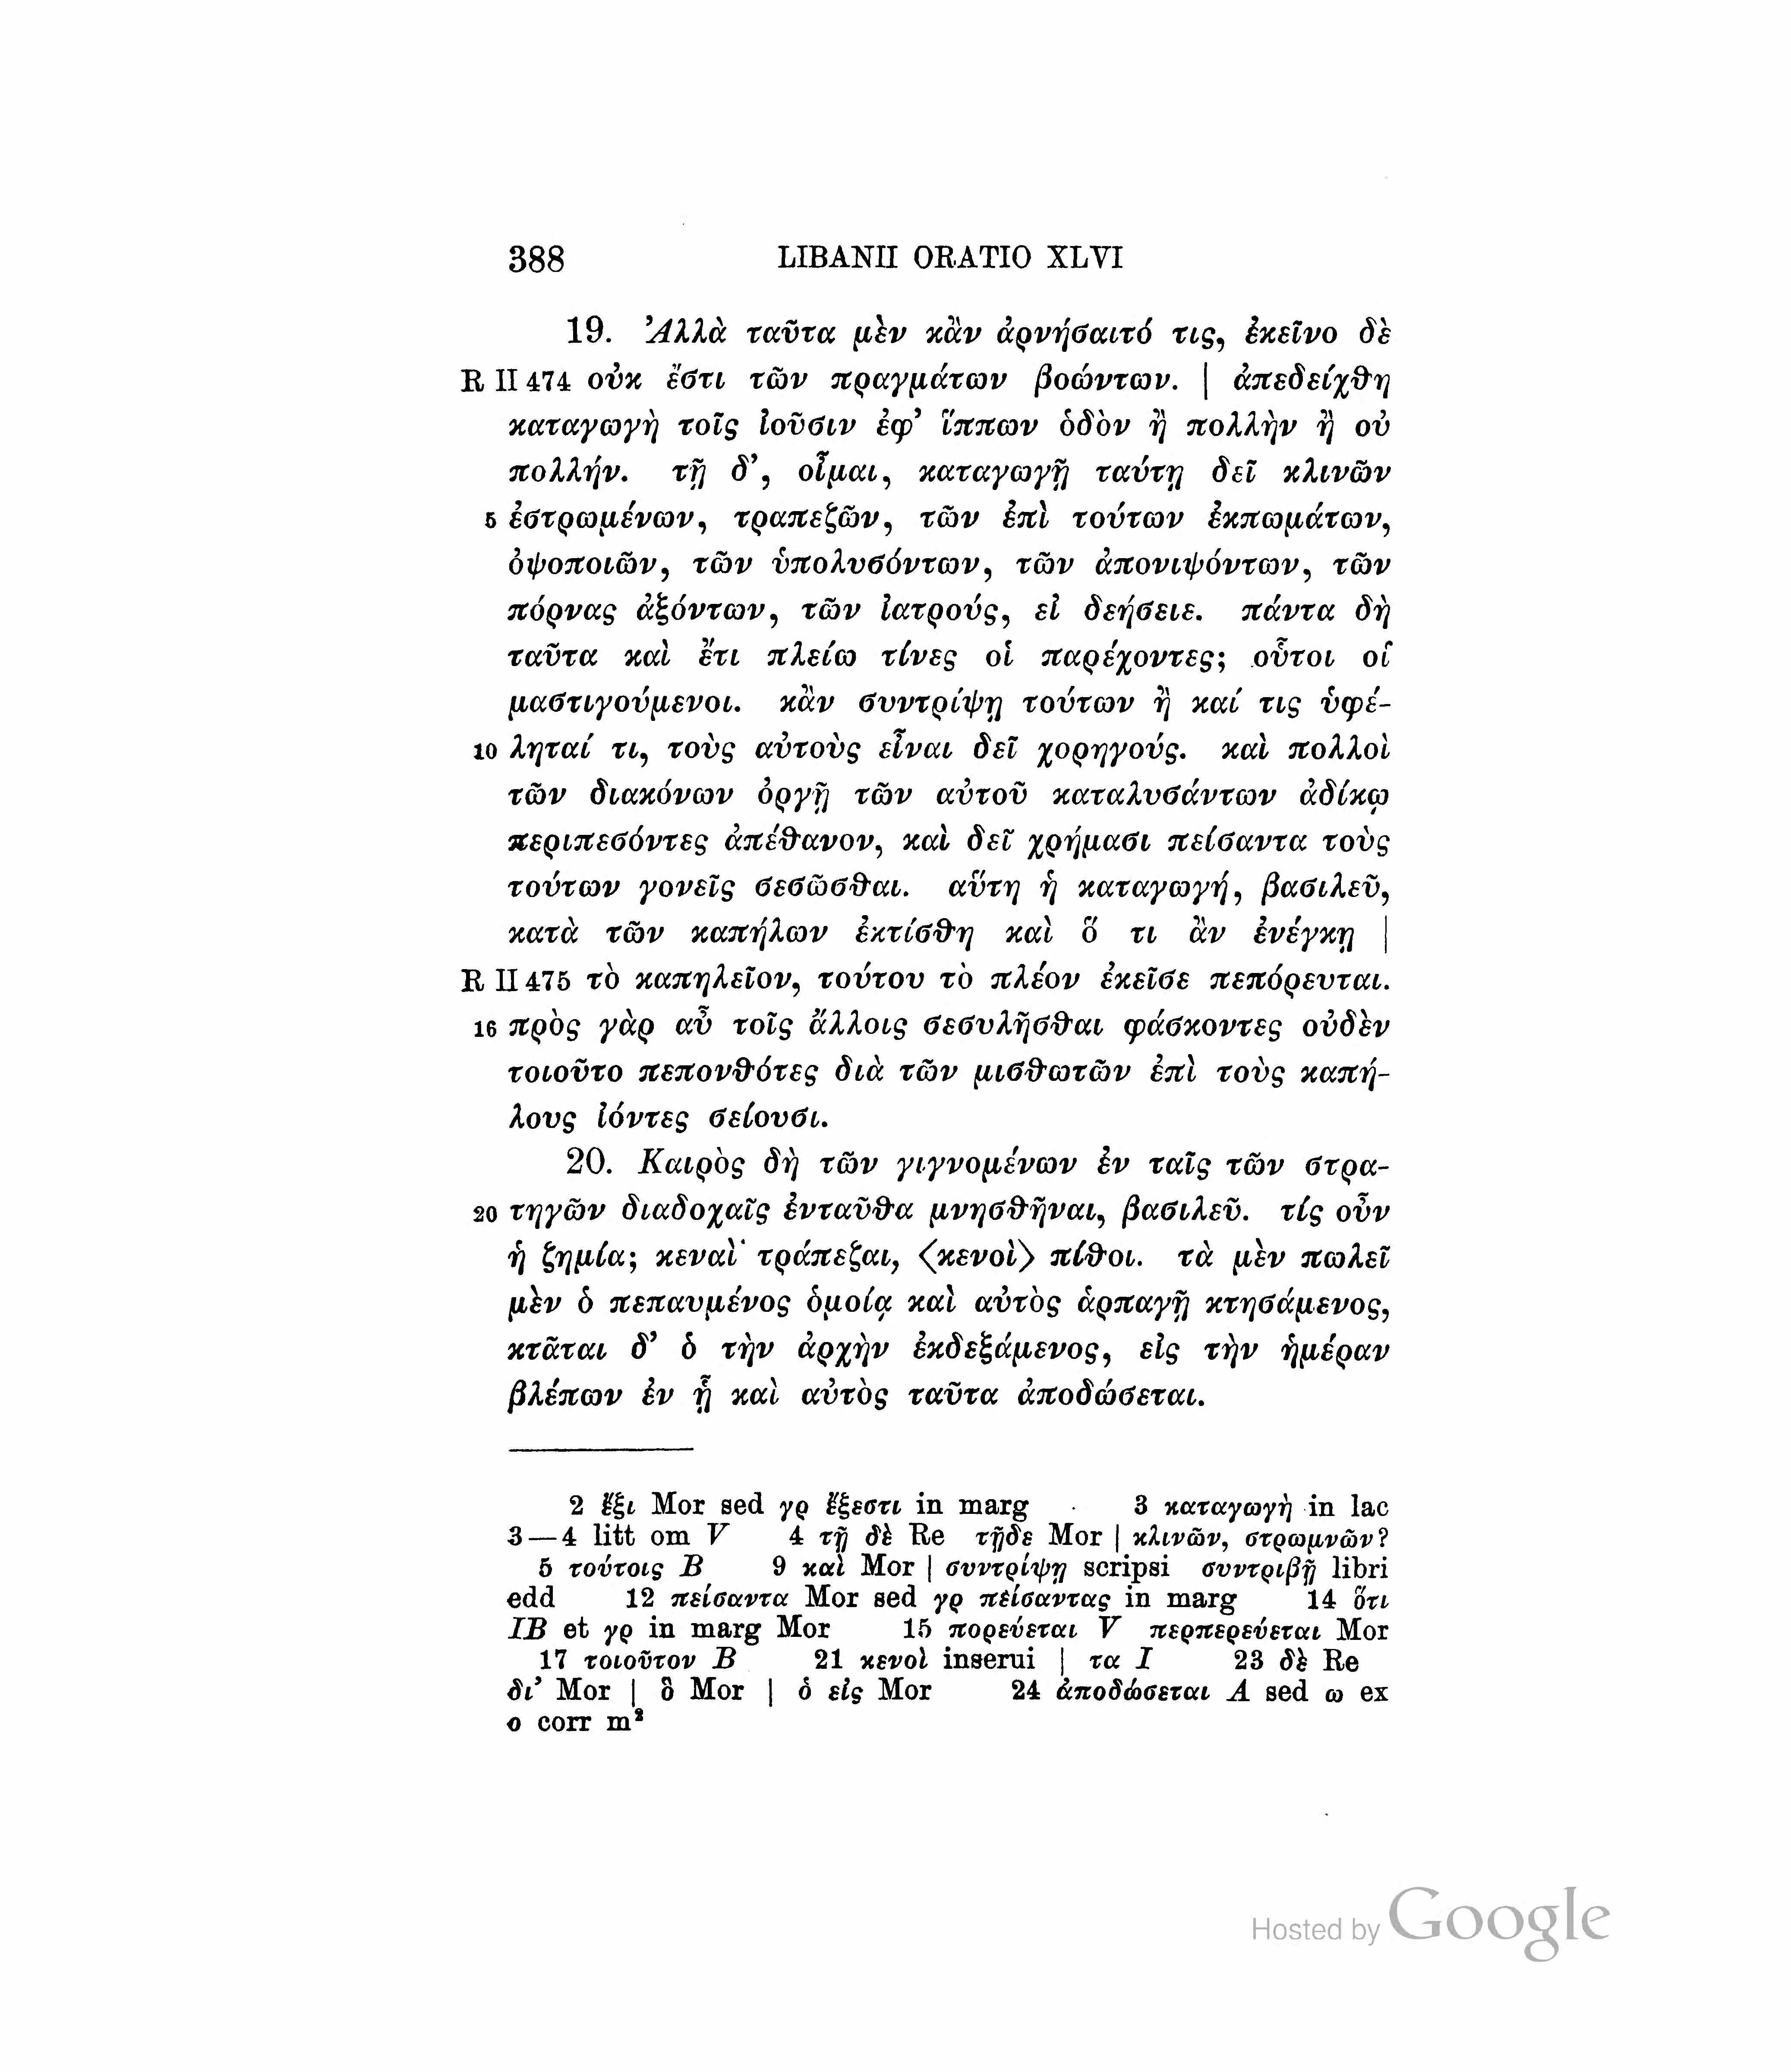 388 LIBANII ORATIO XLVI
19. Ἀλλὰ ταῦτα μὲν κἂν ἀρνήσαιτό τις, ἐκεῖνο δὲ
R II 474 οὐκ ἔστι τῶν πραγμάτων βοώντων. | ἀπεδείχθη
καταγωγὴ τοῖς ἰοῦσιν ἐφ’ ἵππων ὁδὸν ἢ πολλὴν ἢ οὐ
πολλήν. τῇ δ’, οἶμαι, καταγωγῇ ταύτῃ δεῖ κλινῶν
5 ἐστρωμένων, τραπεζῶν, τῶν ἐπὶ τούτων ἐκπωμάτων,
ὀψοποιῶν, τῶν ὑπολυσόντων, τῶν ἀπονιψόντων, τῶν
πόρνας ἀξόντων, τῶν ἰατρούς, εἰ δεήσειε. πάντα δὴ
ταῦτα καὶ ἔτι πλείω τίνες οἱ παρέχοντες; οὗτοι οἱ
μαστιγούμενοι. κἂν συντρίψῃ τούτων ἢ καί τις ὑφέ-
10 ληταί τι, τοὺς αὐτοὺς εἶναι δεῖ χορηγούς. καὶ πολλοὶ
τῶν διακόνων ὀργῇ τῶν αὐτοῦ καταλυσάντων ἀδίκῳ
περιπεσόντες ἀπέθανον, καὶ δεῖ χρήμασι πείσαντα τοὺς
τούτων γονεῖς σεσῶσθαι. αὕτη ἡ καταγωγή, βασιλεῦ,
κατὰ τῶν καπήλων ἐκτίσθη καὶ ὅ τι ἂν ἐνέγκῃ |
R II 475 τὸ καπηλεῖον, τούτου τὸ πλέον ἐκεῖσε πεπόρευται.
16 πρὸς γὰρ αὖ τοῖς ἄλλοις σεσυλῆσθαι φάσκοντες οὐδὲν
τοιοῦτο πεπονθότες διὰ τῶν μισθωτῶν ἐπὶ τοὺς καπή-
λους ἰόντες σείουσι.
20. Καιρὸς δὴ τῶν γιγνομένων ἐν ταῖς τῶν στρα-
20 τηγῶν διαδοχαῖς ἐνταῦθα μνησθῆναι, βασιλεῦ. τίς οὖν
ἡ ζημία; κεναὶ τράπεζαι, ⟨κενοὶ⟩ πίθοι. τὰ μὲν πωλεῖ
μὲν ὁ πεπαυμένος ὁμοίᾳ καὶ αὐτὸς ἁρπαγῇ κτησάμενος,
κτᾶται δ’ ὁ τὴν ἀρχὴν ἐκδεξάμενος, εἰς τὴν ἡμέραν
βλέπων ἐν ᾗ καὶ αὐτὸς ταῦτα ἀποδώσεται.
2 ἔξι Mor sed γρ ἔξεστι in marg 3 καταγωγὴ in lac
3—4 litt om V 4 τῇ δὲ Re τῇδε Mor | κλινῶν, στρωμνῶν?
5 τούτοις B 9 καὶ Mor | συντρίψῃ scripsi συντριβῇ libri
edd 12 πείσαντα Mor sed γρ πείσαντας in marg 14 ὅτι
IB et γρ in marg Mor 15 πορεύεται V περπερεύεται Mor
17 τοιοῦτον B 21 κενοὶ inserui | τα I 23 δὲ Re
δι’ Mor | ὃ Mor | ὁ εἰς Mor 24 ἀποδώσεται A sed ω ex
ο corr m²
Hosted by Google